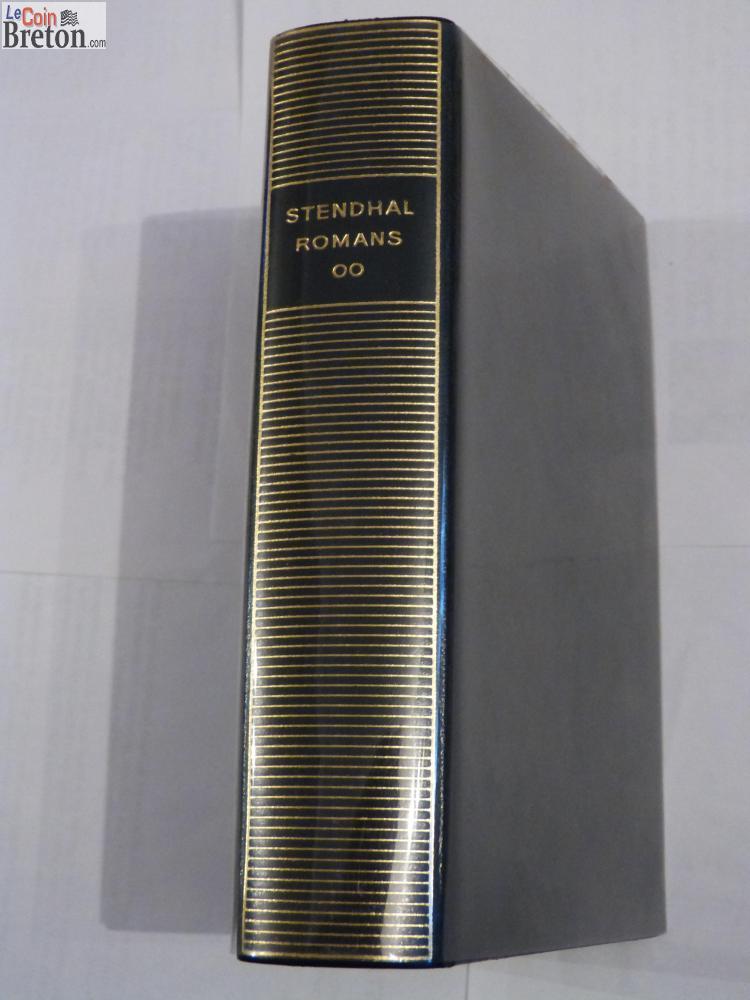 LeCoin
Breton.com
STENDHAL
ROMANS
OO